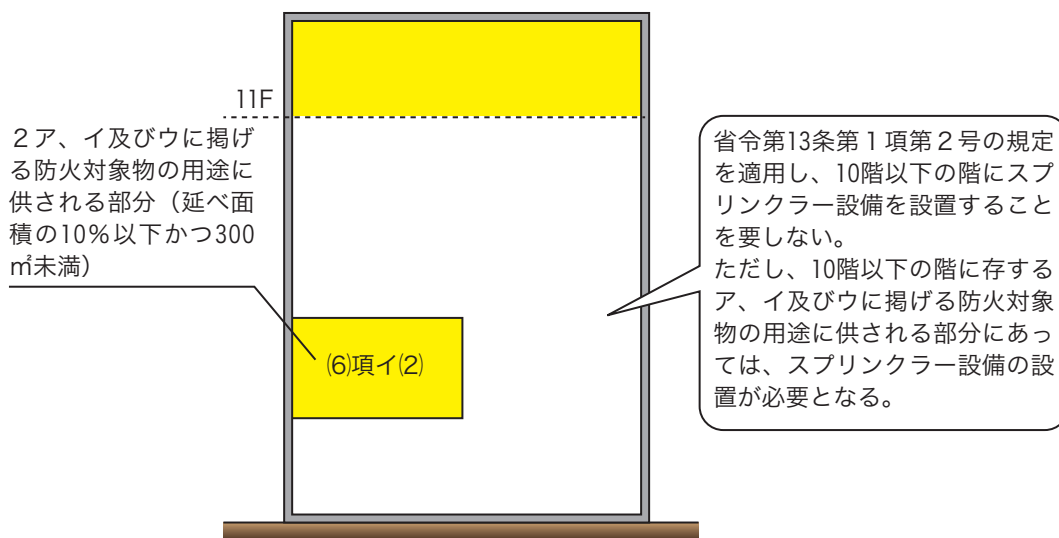 11F
2ア、イ及びウに掲げ
る防火対象物の用途に
供される部分（延べ面
積の10％以下かつ300
㎡未満）
⑹項イ⑵
省令第13条第1項第2号の規定
を適用し、10階以下の階にスプ
リンクラー設備を設置すること
を要しない。
ただし、10階以下の階に存する
ア、イ及びウに掲げる防火対象
物の用途に供される部分にあっ
ては、スプリンクラー設備の設
置が必要となる。